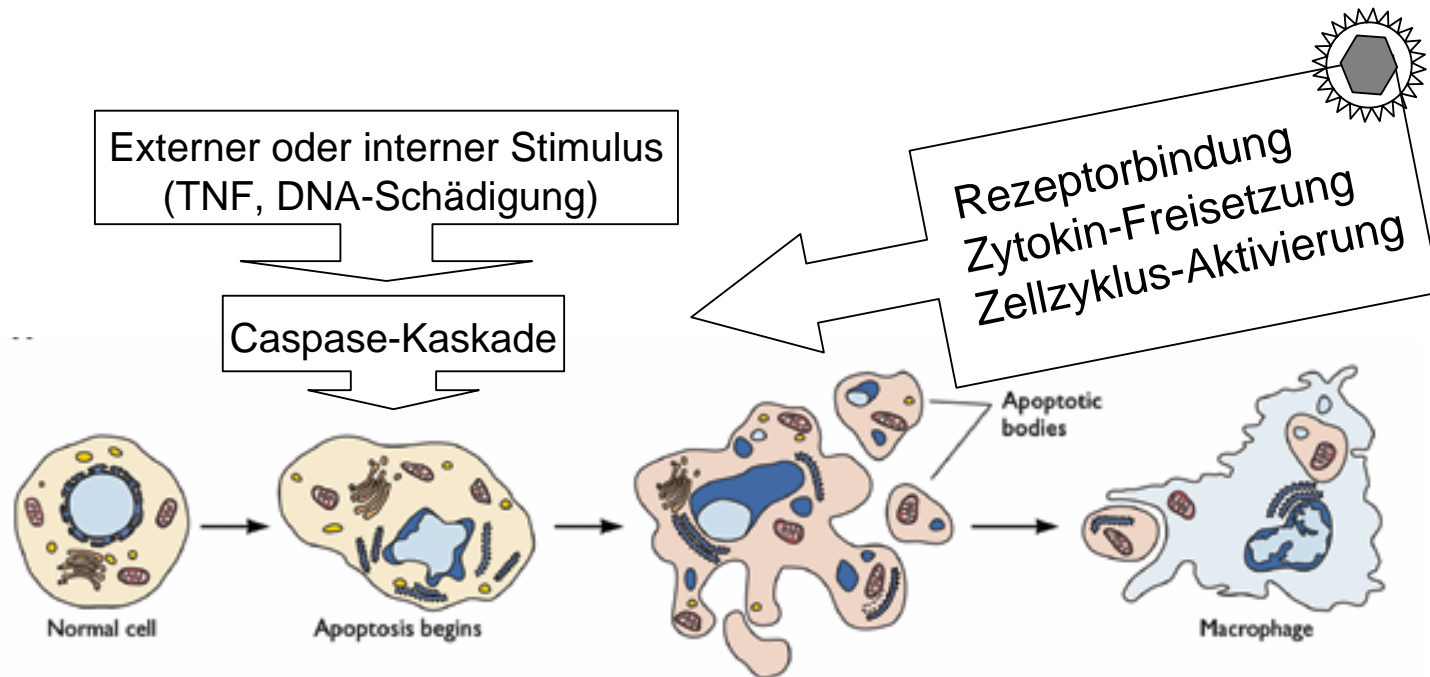 Externer oder interner Stimulus
(TNF, DNA-Schädigung)
Rezeptorbindung
Zytokin-Freisetzung
Zellzyklus-Aktivierung
Caspase-Kaskade
Apoptotic
bodies
Normal cell
Apoptosis begins
Macrophage